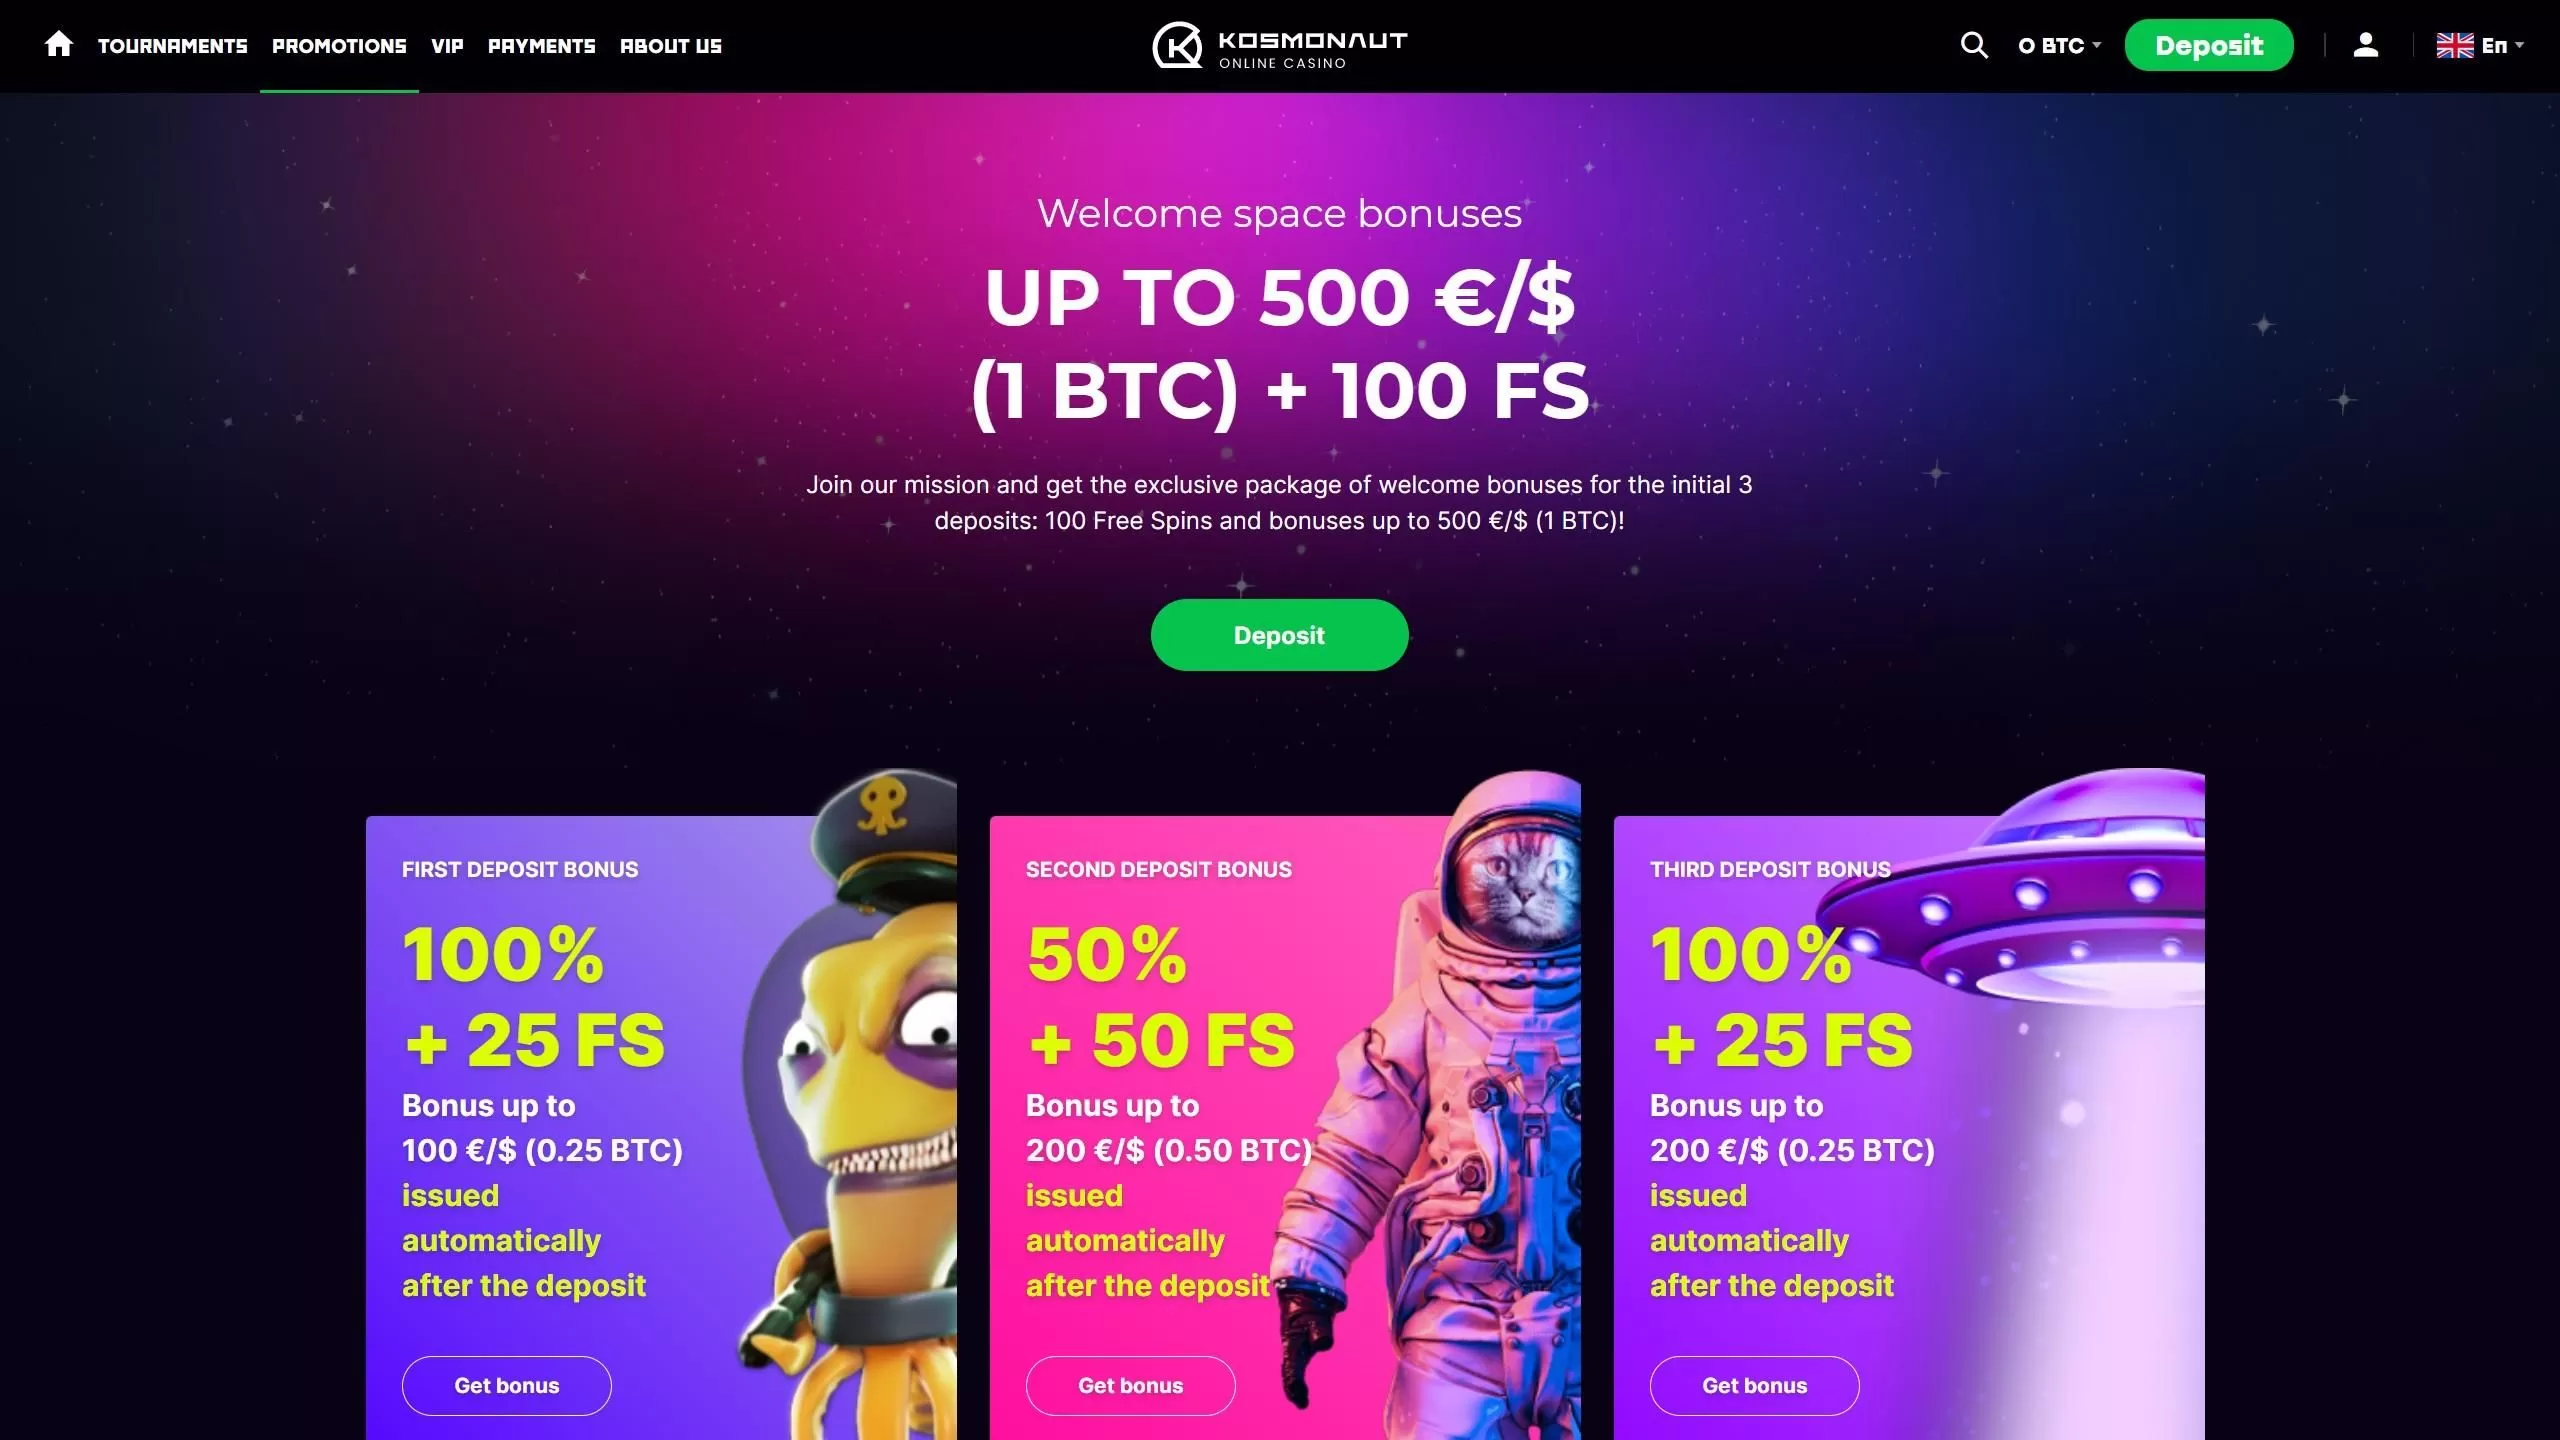 TOURNAMENTS PROMOTIONS VIP PAYMENTS ABOUT US
KOSMONAUT
ONLINE CASINO
0 BTC Deposit En
Welcome space bonuses
UP TO 500 €/$
(1 BTC) + 100 FS
Join our mission and get the exclusive package of welcome bonuses for the initial 3
deposits: 100 Free Spins and bonuses up to 500 €/$ (1 BTC)!
Deposit
FIRST DEPOSIT BONUS
100%
+ 25 FS
Bonus up to
100 €/$ (0.25 BTC)
issued
automatically
after the deposit
Get bonus
SECOND DEPOSIT BONUS
50%
+ 50 FS
Bonus up to
200 €/$ (0.50 BTC)
issued
automatically
after the deposit
Get bonus
THIRD DEPOSIT BONUS
100%
+ 25 FS
Bonus up to
200 €/$ (0.25 BTC)
issued
automatically
after the deposit
Get bonus